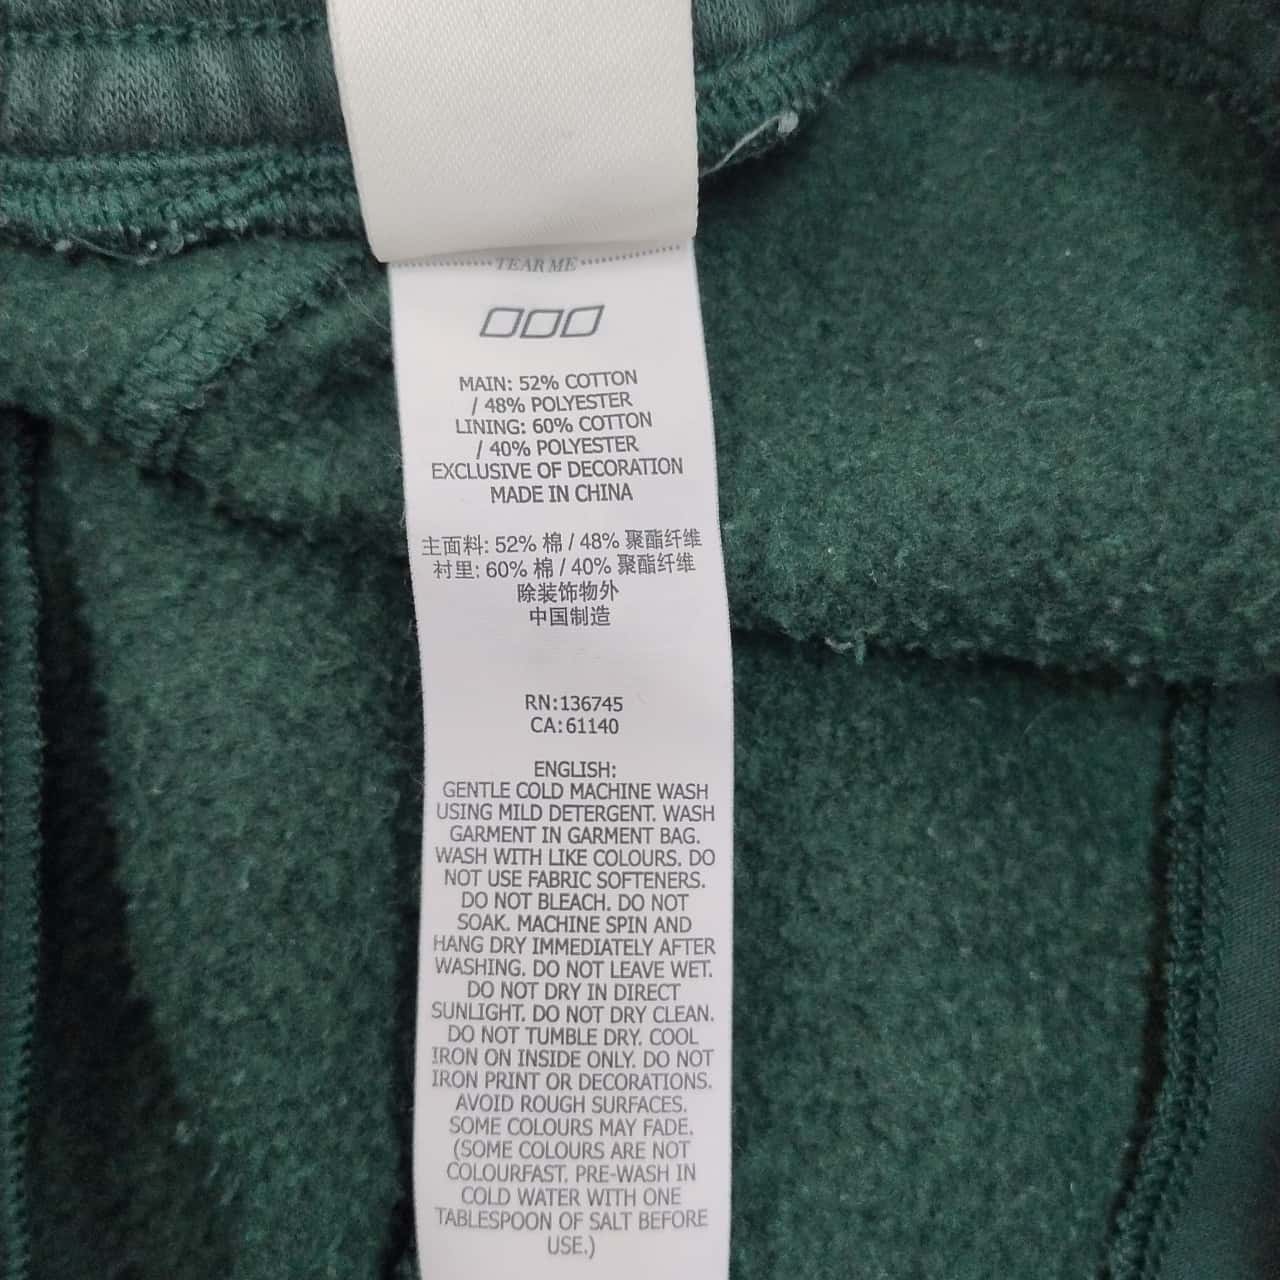 TEAR ME
MAIN: 52% COTTON
/ 48% POLYESTER
LINING: 60% COTTON
/ 40% POLYESTER
EXCLUSIVE OF DECORATION
MADE IN CHINA
主面料: 52% 棉 / 48% 聚酯纤维
衬里: 60% 棉 / 40% 聚酯纤维
除装饰物外
中国制造
RN:136745
CA:61140
ENGLISH:
GENTLE COLD MACHINE WASH
USING MILD DETERGENT. WASH
GARMENT IN GARMENT BAG.
WASH WITH LIKE COLOURS. DO
NOT USE FABRIC SOFTENERS.
DO NOT BLEACH. DO NOT
SOAK. MACHINE SPIN AND
HANG DRY IMMEDIATELY AFTER
WASHING. DO NOT LEAVE WET.
DO NOT DRY IN DIRECT
SUNLIGHT. DO NOT DRY CLEAN.
DO NOT TUMBLE DRY. COOL
IRON ON INSIDE ONLY. DO NOT
IRON PRINT OR DECORATIONS.
AVOID ROUGH SURFACES.
SOME COLOURS MAY FADE.
(SOME COLOURS ARE NOT
COLOURFAST. PRE-WASH IN
COLD WATER WITH ONE
TABLESPOON OF SALT BEFORE
USE.)